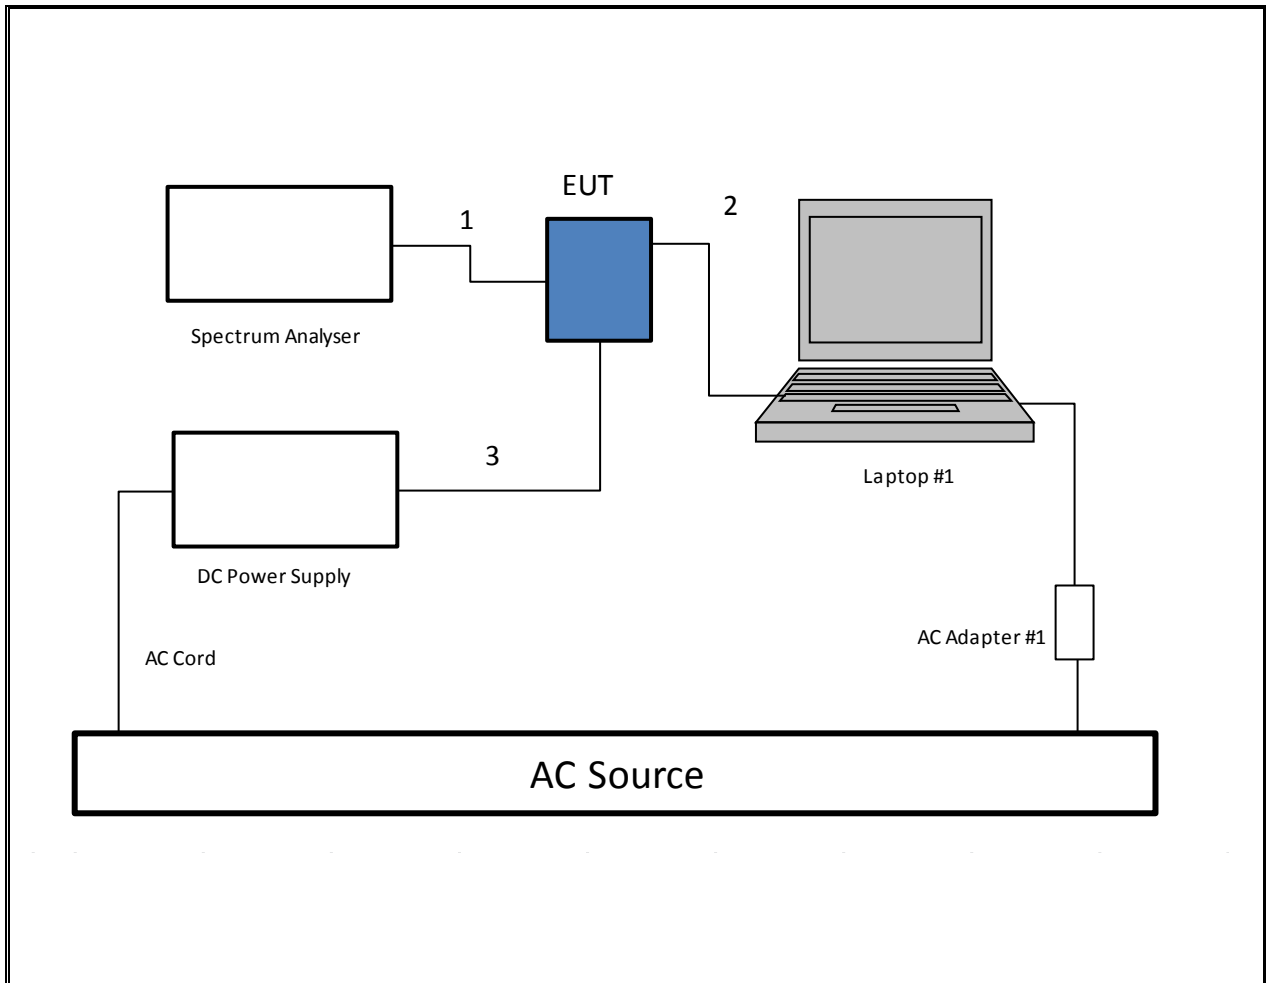 EUT
1
2
Spectrum Analyser
3
Laptop #1
DC Power Supply
AC Adapter #1
AC Cord
AC Source